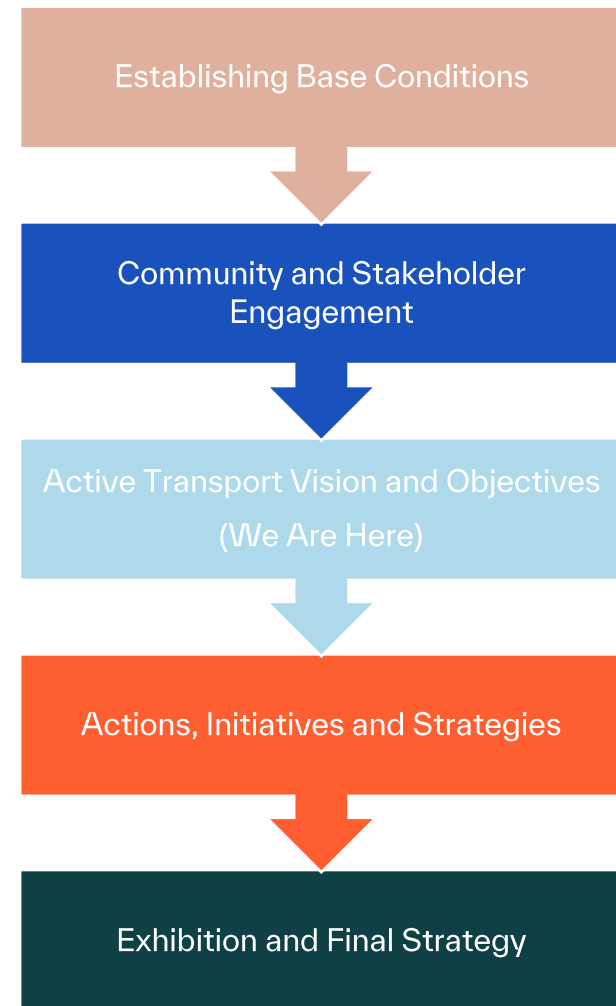 Establishing Base Conditions
Community and Stakeholder
Engagement
Active Transport Vision and Objectives
(We Are Here)
Actions, Initiatives and Strategies
Exhibition and Final Strategy